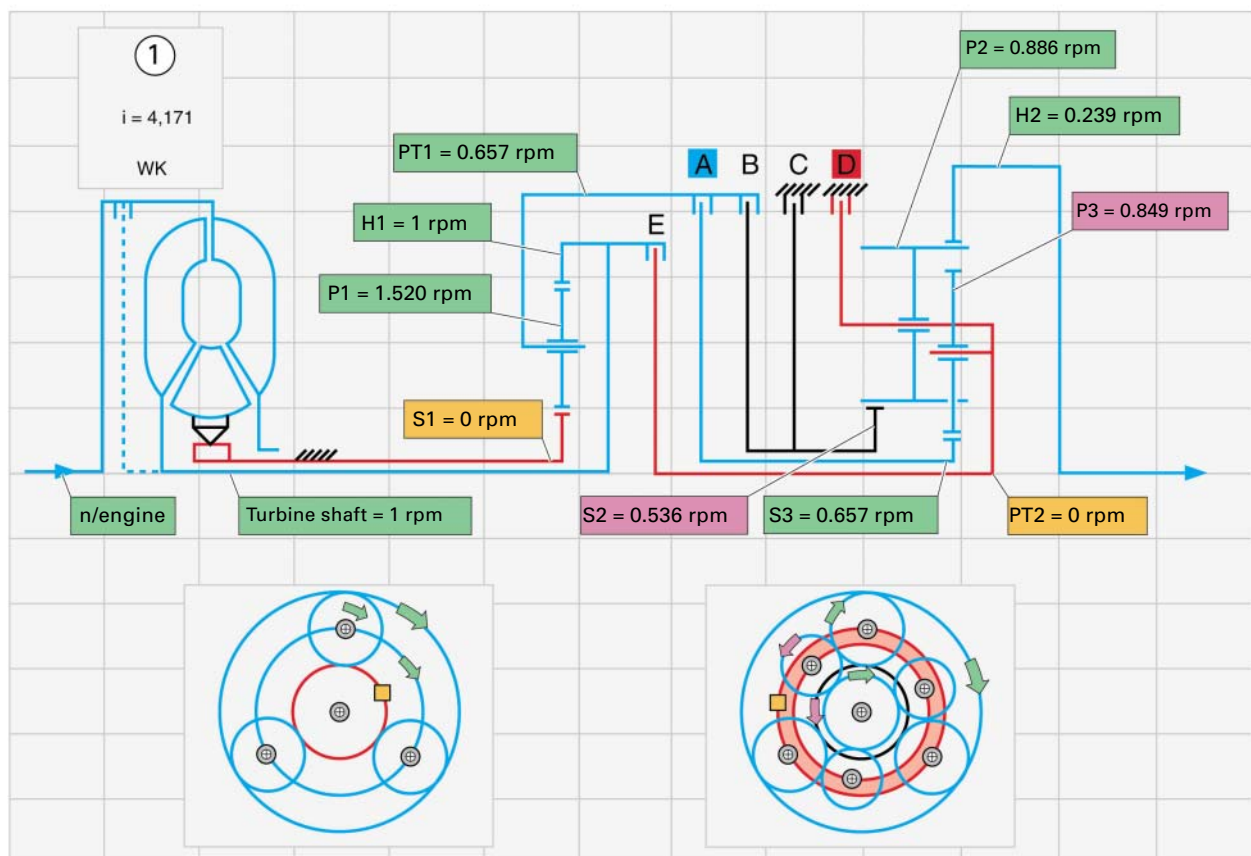 1
i = 4,171
WK
P2 = 0.886 rpm
H2 = 0.239 rpm
PT1 = 0.657 rpm
A B C D
P3 = 0.849 rpm
H1 = 1 rpm
E
P1 = 1.520 rpm
S1 = 0 rpm
n/engine
Turbine shaft = 1 rpm
S2 = 0.536 rpm
S3 = 0.657 rpm
PT2 = 0 rpm